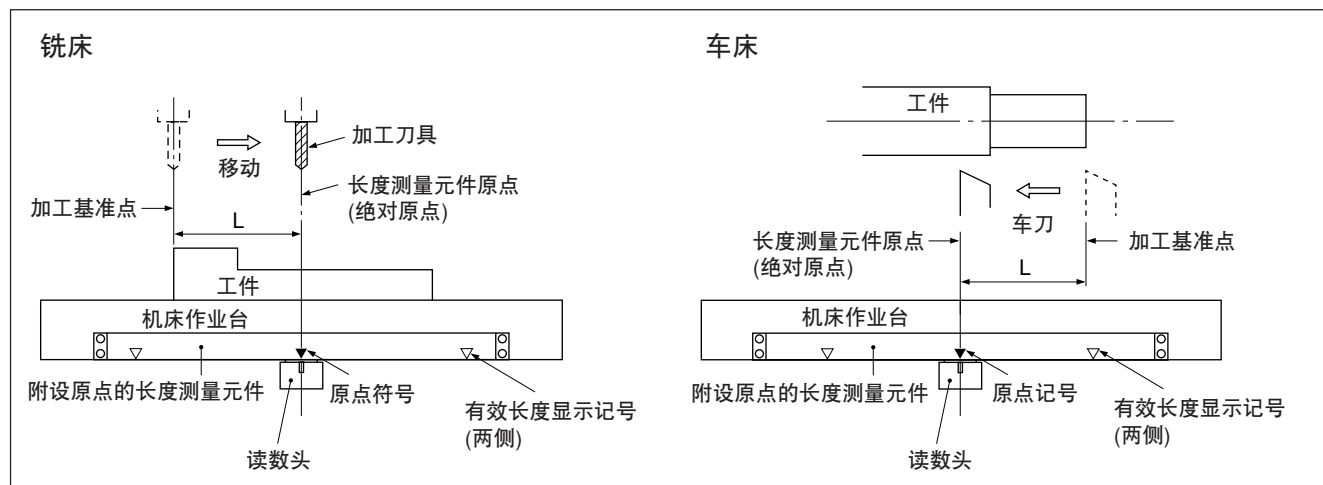 铣床
加工刀具
移动
长度测量元件原点
(绝对原点)
加工基准点
L
工件
机床作业台
附设原点的长度测量元件
原点符号
有效长度显示记号
(两侧)
读数头
车床
工件
车刀
长度测量元件原点
(绝对原点)
加工基准点
L
机床作业台
附设原点的长度测量元件
原点记号
有效长度显示记号
(两侧)
读数头